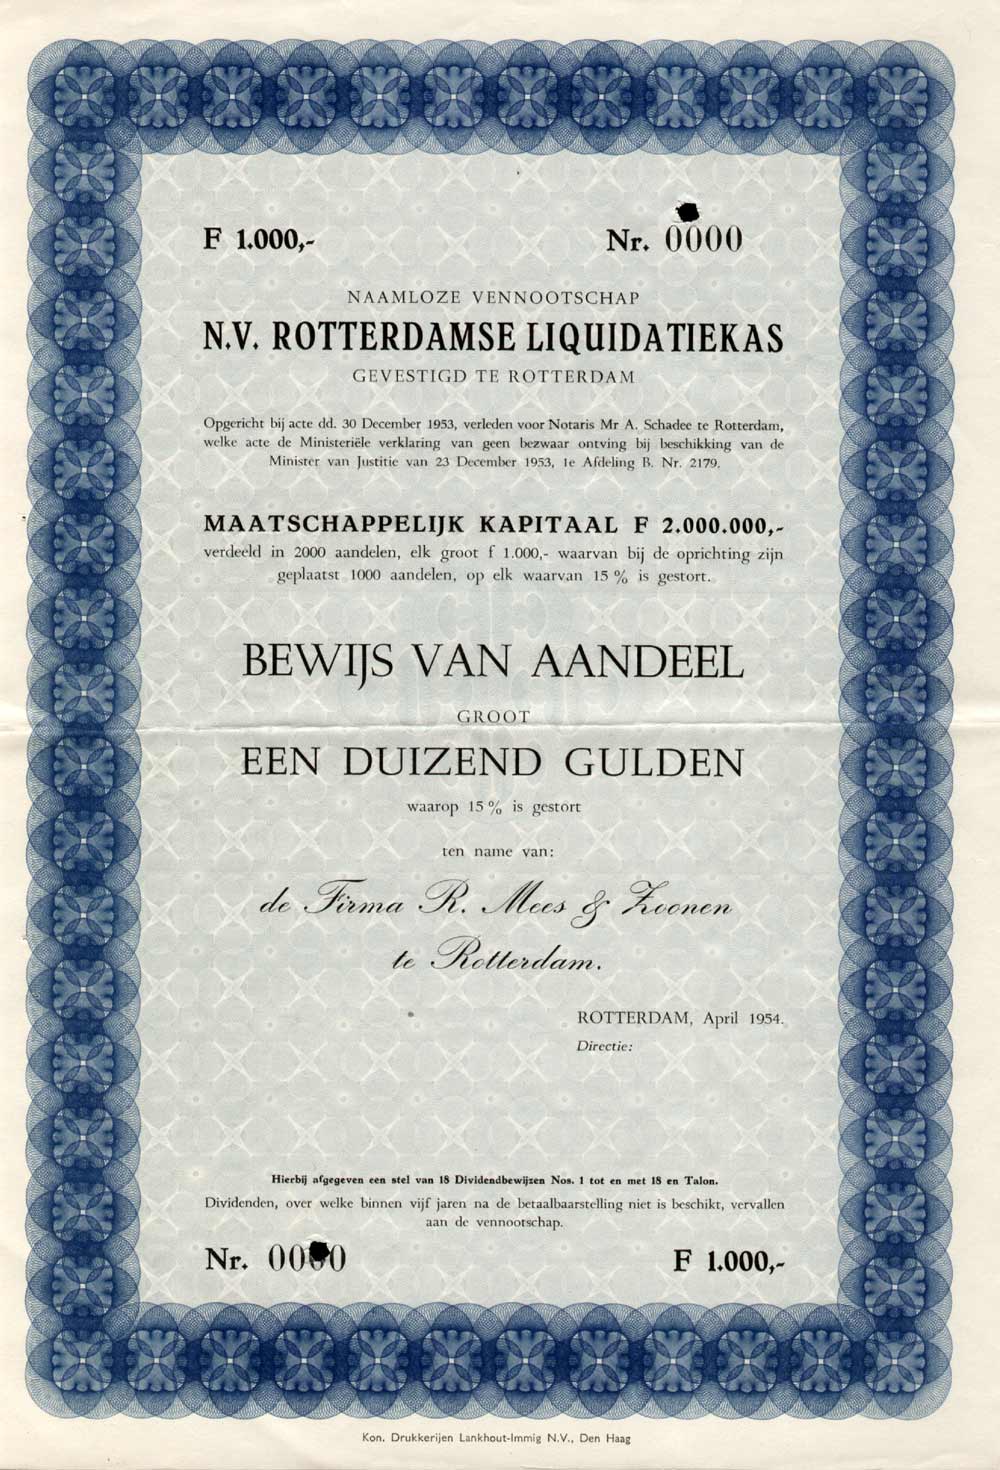 F 1.000,- Nr. 0000
NAAMLOZE VENNOOTSCHAP
N.V. ROTTERDAMSE LIQUIDATIEKAS
GEVESTIGD TE ROTTERDAM
Opgericht bij acte dd. 30 December 1953, verleden voor Notaris Mr A. Schadee te Rotterdam,
welke acte de Ministeriële verklaring van geen bezwaar ontving bij beschikking van de
Minister van Justitie van 23 December 1953, 1e Afdeling B. Nr. 2179.
MAATSCHAPPELIJK KAPITAAL F 2.000.000,-
verdeeld in 2000 aandelen, elk groot f 1.000,- waarvan bij de oprichting zijn
geplaatst 1000 aandelen, op elk waarvan 15 % is gestort.
BEWIJS VAN AANDEEL
GROOT
EEN DUIZEND GULDEN
waarop 15 % is gestort
ten name van:
de Firma R. Mees & Zoonen
te Rotterdam.
ROTTERDAM, April 1954.
Directie:
Hierbij afgegeven een stel van 18 Dividendbewijzen Nos. 1 tot en met 18 en Talon.
Dividenden, over welke binnen vijf jaren na de betaalbaarstelling niet is beschikt, vervallen
aan de vennootschap.
Nr. 0000 F 1.000,-
Kon. Drukkerijen Lankhout-Immig N.V., Den Haag